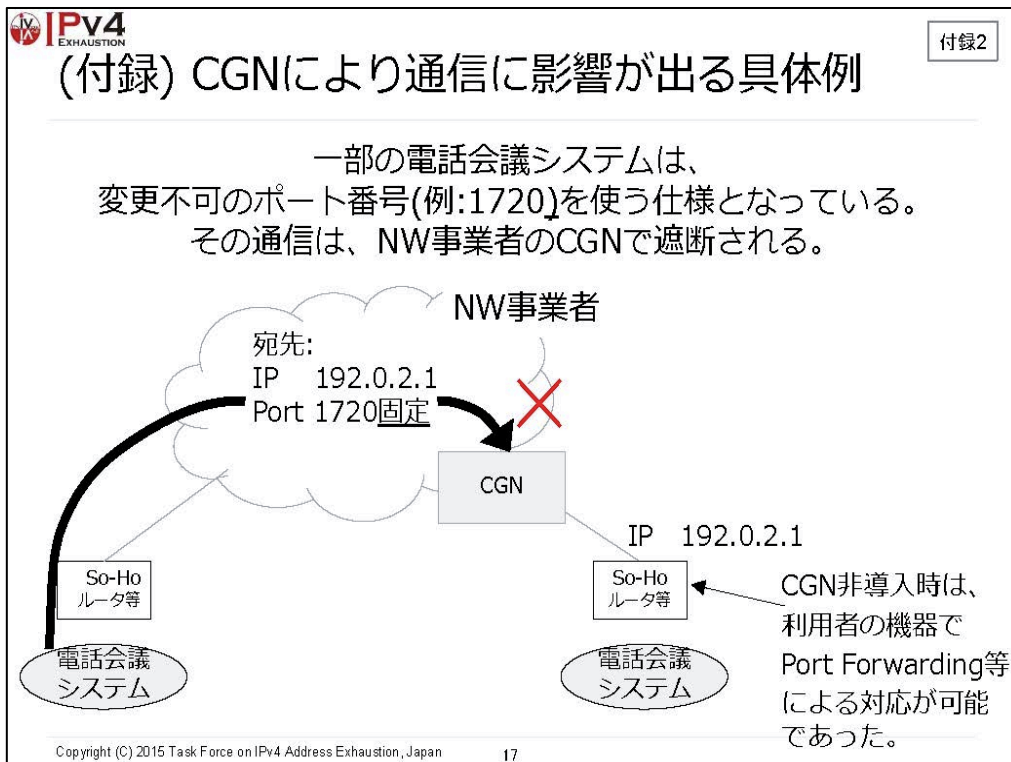 IPv4
EXHAUSTION
付録2
(付録) CGNにより通信に影響が出る具体例
一部の電話会議システムは、
変更不可のポート番号(例:1720)を使う仕様となっている。
その通信は、NW事業者のCGNで遮断される。
NW事業者
宛先:
IP 192.0.2.1
Port 1720固定
CGN
IP 192.0.2.1
So-Ho
ルータ等
So-Ho
ルータ等
CGN非導入時は、
利用者の機器で
Port Forwarding等
による対応が可能
であった。
電話会議
システム
電話会議
システム
Copyright (C) 2015 Task Force on IPv4 Address Exhaustion, Japan
17